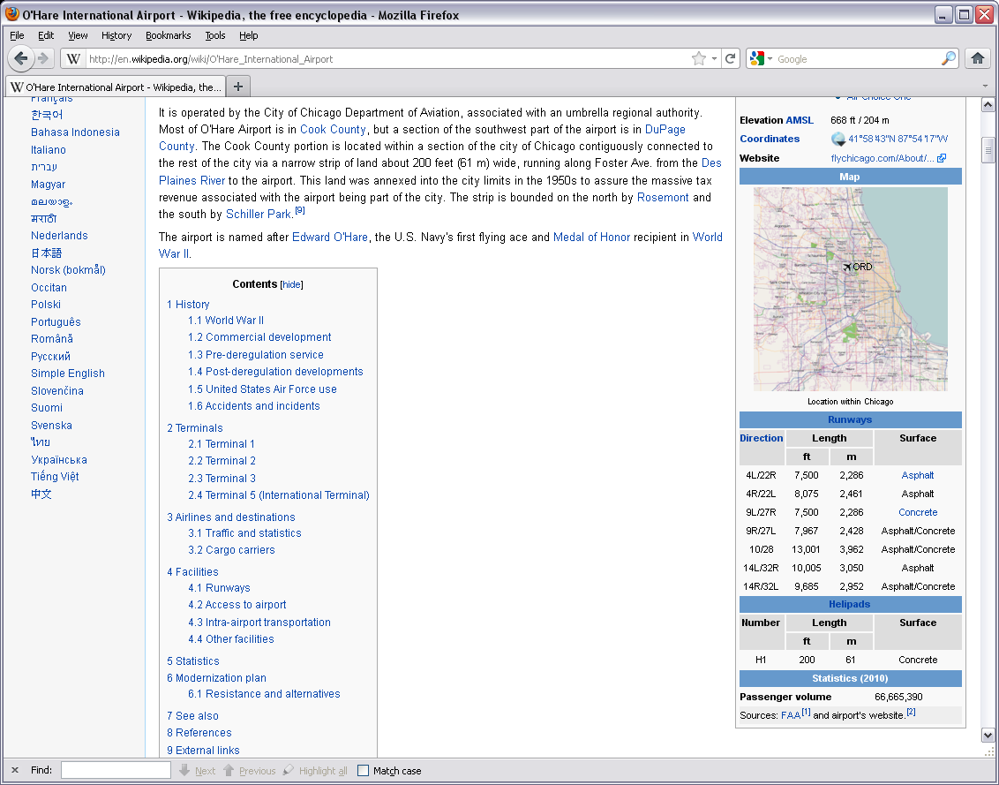 O'Hare International Airport - Wikipedia, the free encyclopedia - Mozilla Firefox
File Edit View History Bookmarks Tools Help
W http://en.wikipedia.org/wiki/O'Hare_International_Airport Google
W O'Hare International Airport - Wikipedia, the... +
Français
한국어
Bahasa Indonesia
Italiano
עברית
Magyar
മലയാളം
मराठी
Nederlands
日本語
Norsk (bokmål)
Occitan
Polski
Português
Română
Русский
Simple English
Slovenčina
Suomi
Svenska
ไทย
Українська
Tiếng Việt
中文
It is operated by the City of Chicago Department of Aviation, associated with an umbrella regional authority.
Most of O'Hare Airport is in Cook County, but a section of the southwest part of the airport is in DuPage
County. The Cook County portion is located within a section of the city of Chicago contiguously connected to
the rest of the city via a narrow strip of land about 200 feet (61 m) wide, running along Foster Ave. from the Des
Plaines River to the airport. This land was annexed into the city limits in the 1950s to assure the massive tax
revenue associated with the airport being part of the city. The strip is bounded on the north by Rosemont and
the south by Schiller Park.[9]
The airport is named after Edward O'Hare, the U.S. Navy's first flying ace and Medal of Honor recipient in World
War II.
Contents [hide]
1 History
1.1 World War II
1.2 Commercial development
1.3 Pre-deregulation service
1.4 Post-deregulation developments
1.5 United States Air Force use
1.6 Accidents and incidents
2 Terminals
2.1 Terminal 1
2.2 Terminal 2
2.3 Terminal 3
2.4 Terminal 5 (International Terminal)
3 Airlines and destinations
3.1 Traffic and statistics
3.2 Cargo carriers
4 Facilities
4.1 Runways
4.2 Access to airport
4.3 Intra-airport transportation
4.4 Other facilities
5 Statistics
6 Modernization plan
6.1 Resistance and alternatives
7 See also
8 References
9 External links
Air Choice One
Elevation AMSL 668 ft / 204 m
Coordinates 41°58′43″N 87°54′17″W
Website flychicago.com/About/...
Map
ORD
Location within Chicago
Runways
Direction Length Surface
ft m
4L/22R 7,500 2,286 Asphalt
4R/22L 8,075 2,461 Asphalt
9L/27R 7,500 2,286 Concrete
9R/27L 7,967 2,428 Asphalt/Concrete
10/28 13,001 3,962 Asphalt/Concrete
14L/32R 10,005 3,050 Asphalt
14R/32L 9,685 2,952 Asphalt/Concrete
Helipads
Number Length Surface
ft m
H1 200 61 Concrete
Statistics (2010)
Passenger volume 66,665,390
Sources: FAA[1] and airport's website.[2]
Find: Next Previous Highlight all Match case